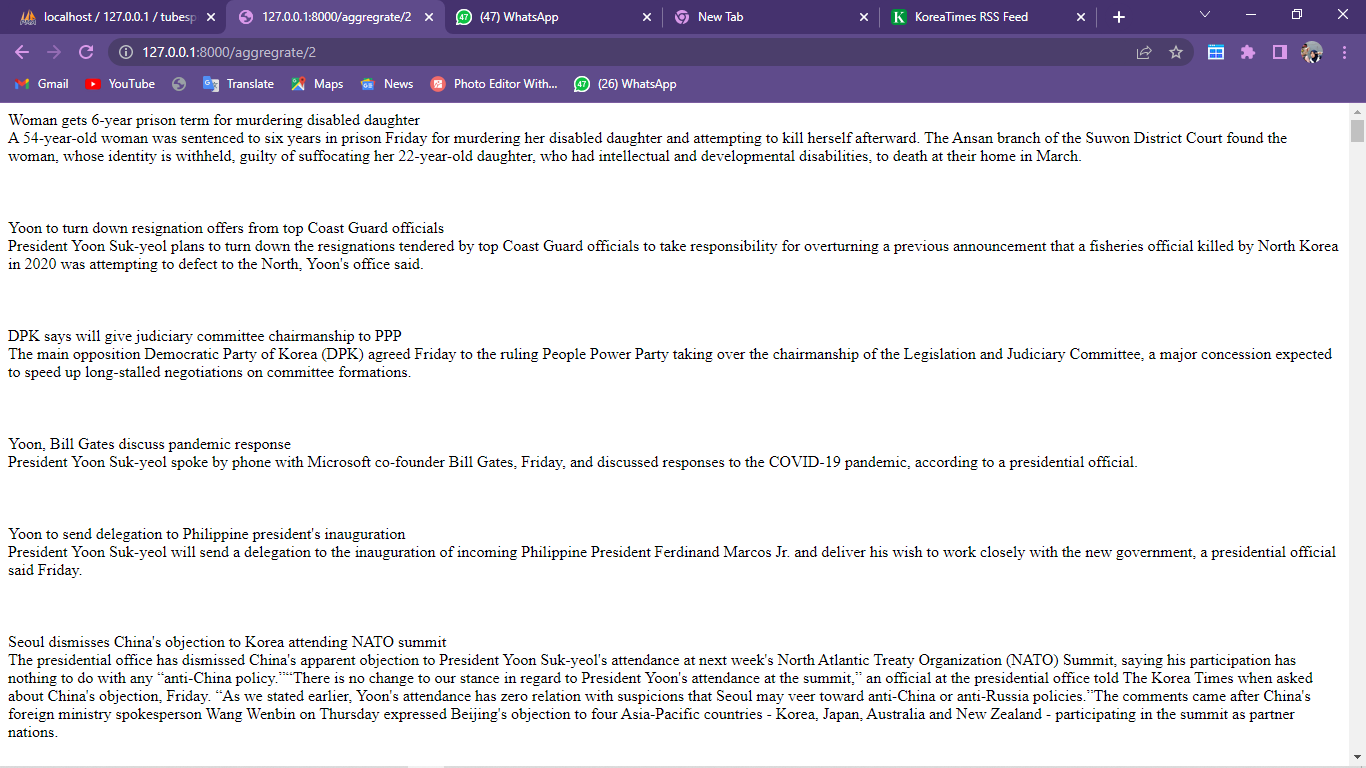 localhost / 127.0.0.1 / tubesp
127.0.0.1:8000/aggregrate/2
47
(47) WhatsApp
New Tab
K
KoreaTimes RSS Feed
127.0.0.1:8000/aggregrate/2
Gmail
YouTube
Translate
Maps
News
Photo Editor With...
47
(26) WhatsApp
Woman gets 6-year prison term for murdering disabled daughter
A 54-year-old woman was sentenced to six years in prison Friday for murdering her disabled daughter and attempting to kill herself afterward. The Ansan branch of the Suwon District Court found the
woman, whose identity is withheld, guilty of suffocating her 22-year-old daughter, who had intellectual and developmental disabilities, to death at their home in March.
Yoon to turn down resignation offers from top Coast Guard officials
President Yoon Suk-yeol plans to turn down the resignations tendered by top Coast Guard officials to take responsibility for overturning a previous announcement that a fisheries official killed by North Korea
in 2020 was attempting to defect to the North, Yoon's office said.
DPK says will give judiciary committee chairmanship to PPP
The main opposition Democratic Party of Korea (DPK) agreed Friday to the ruling People Power Party taking over the chairmanship of the Legislation and Judiciary Committee, a major concession expected
to speed up long-stalled negotiations on committee formations.
Yoon, Bill Gates discuss pandemic response
President Yoon Suk-yeol spoke by phone with Microsoft co-founder Bill Gates, Friday, and discussed responses to the COVID-19 pandemic, according to a presidential official.
Yoon to send delegation to Philippine president's inauguration
President Yoon Suk-yeol will send a delegation to the inauguration of incoming Philippine President Ferdinand Marcos Jr. and deliver his wish to work closely with the new government, a presidential official
said Friday.
Seoul dismisses China's objection to Korea attending NATO summit
The presidential office has dismissed China's apparent objection to President Yoon Suk-yeol's attendance at next week's North Atlantic Treaty Organization (NATO) Summit, saying his participation has
nothing to do with any “anti-China policy.”“There is no change to our stance in regard to President Yoon's attendance at the summit,” an official at the presidential office told The Korea Times when asked
about China's objection, Friday. “As we stated earlier, Yoon's attendance has zero relation with suspicions that Seoul may veer toward anti-China or anti-Russia policies.”The comments came after China's
foreign ministry spokesperson Wang Wenbin on Thursday expressed Beijing's objection to four Asia-Pacific countries - Korea, Japan, Australia and New Zealand - participating in the summit as partner
nations.